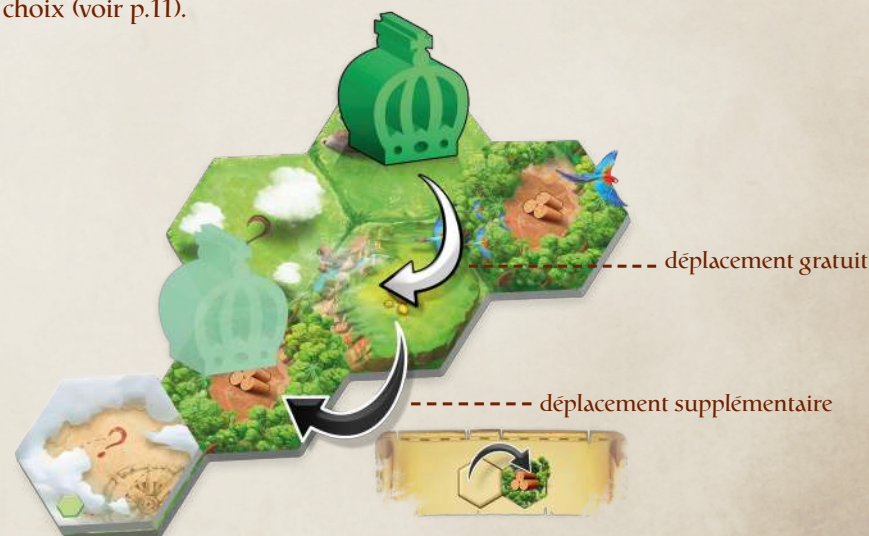 choix (voir p.11).
déplacement gratuit
déplacement supplémentaire